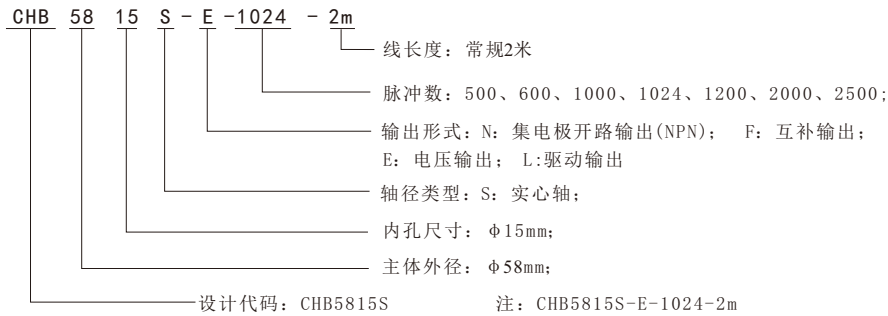 CHB 58 15 S - E -1024 - 2m
线长度：常规2米
脉冲数：500、600、1000、1024、1200、2000、2500；
输出形式：N：集电极开路输出(NPN)； F：互补输出；
E：电压输出； L:驱动输出
轴径类型：S：实心轴；
内孔尺寸：φ15mm；
主体外径：φ58mm；
设计代码：CHB5815S 注：CHB5815S-E-1024-2m